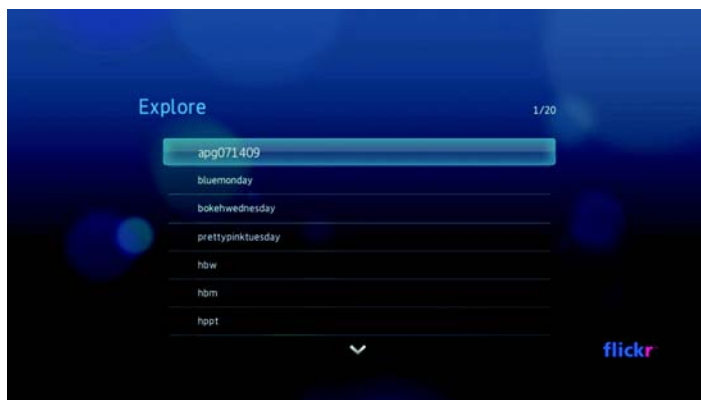 Explore
1/20
apg071409
bluemonday
bokehwednesday
prettypinktuesday
hbw
hbm
hppt
flickr